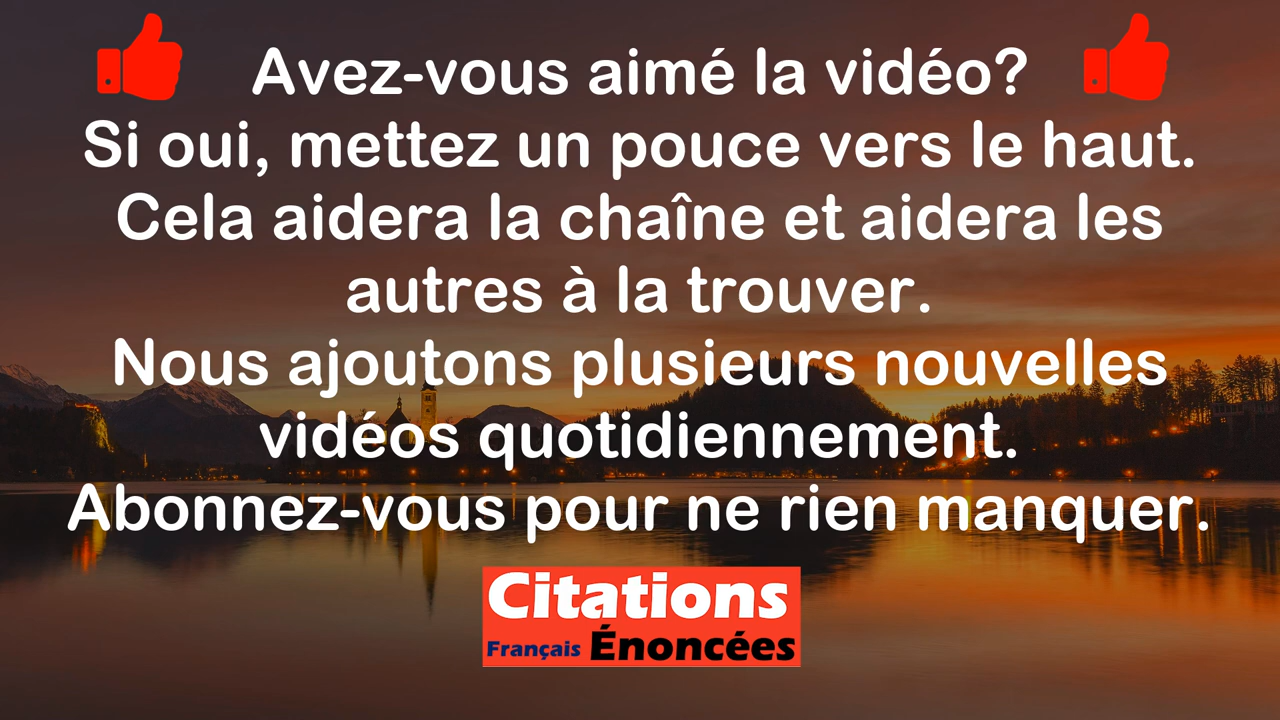 Avez-vous aimé la vidéo?
Si oui, mettez un pouce vers le haut.
Cela aidera la chaîne et aidera les
autres à la trouver.
Nous ajoutons plusieurs nouvelles
vidéos quotidiennement.
Abonnez-vous pour ne rien manquer.
Citations
Français Énoncées